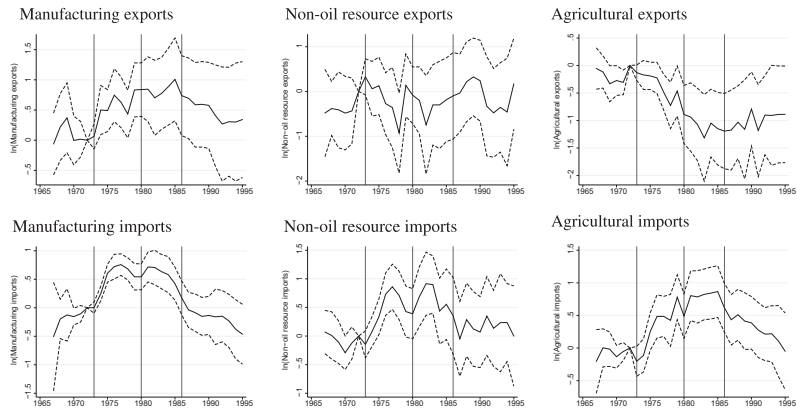 Manufacturing exports
Non-oil resource exports
Agricultural exports
ln(Manufacturing exports)
1.5
1
.5
0
-.5
1965 1970 1975 1980 1985 1990 1995
ln(Non-oil resource exports)
1
0
-1
-2
1965 1970 1975 1980 1985 1990 1995
ln(Agricultural exports)
.5
0
-.5
-1
-1.5
-2
1965 1970 1975 1980 1985 1990 1995
Manufacturing imports
Non-oil resource imports
Agricultural imports
ln(Manufacturing imports)
1
.5
0
-.5
-1
-1.5
1965 1970 1975 1980 1985 1990 1995
ln(Non-oil resource imports)
1.5
1
.5
0
-.5
-1
1965 1970 1975 1980 1985 1990 1995
ln(Agricultural imports)
1.5
1
.5
0
-.5
1965 1970 1975 1980 1985 1990 1995